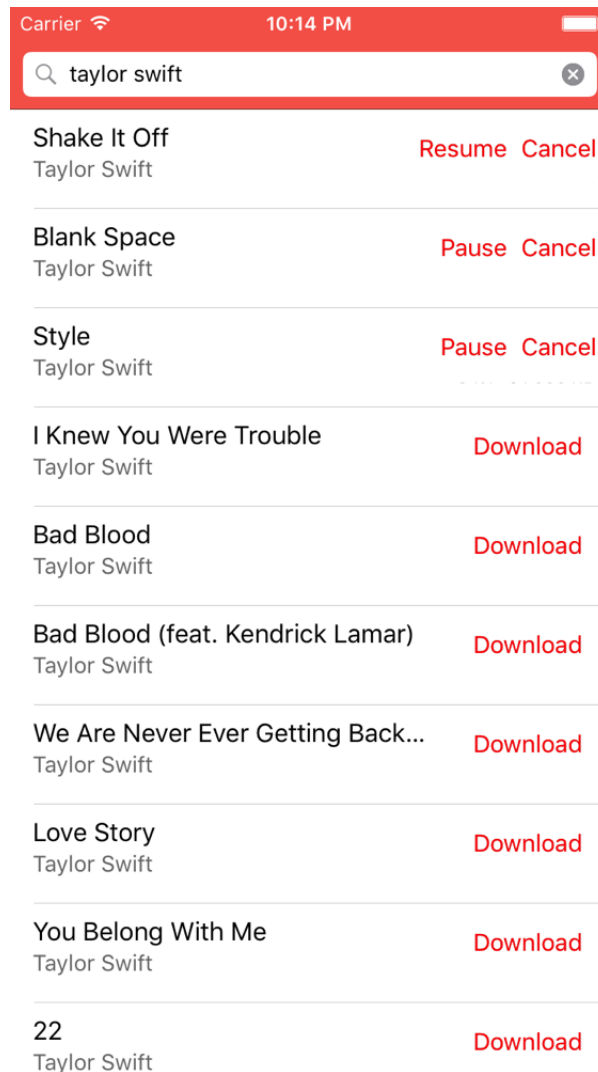 Carrier 10:14 PM
taylor swift
Shake It Off
Taylor Swift
Resume Cancel
Blank Space
Taylor Swift
Pause Cancel
Style
Taylor Swift
Pause Cancel
I Knew You Were Trouble
Taylor Swift
Download
Bad Blood
Taylor Swift
Download
Bad Blood (feat. Kendrick Lamar)
Taylor Swift
Download
We Are Never Ever Getting Back...
Taylor Swift
Download
Love Story
Taylor Swift
Download
You Belong With Me
Taylor Swift
Download
22
Taylor Swift
Download